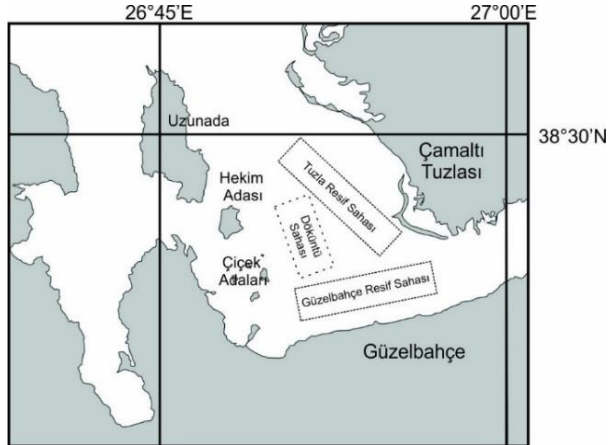 26°45'E
27°00'E
Uzunada
38°30'N
Çamaltı
Tuzlası
Hekim
Adası
Tuzla Resif Sahası
Döküntü
Sahası
Çiçek
Adaları
Güzelbahçe Resif Sahası
Güzelbahçe